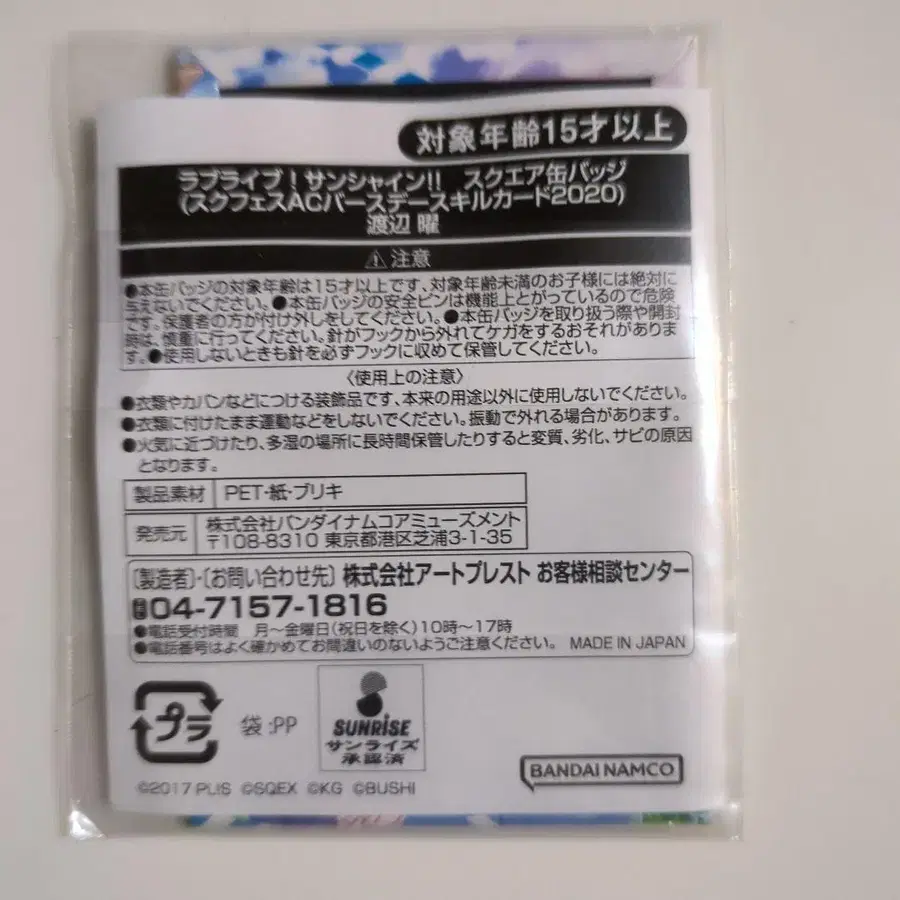 対象年齢15才以上
ラブライブ!サンシャイン!! スクエア缶バッジ
(スクフェスACバースデースキルカード2020)
渡辺 曜
⚠注意
●本缶バッジの対象年齢は15才以上です、対象年齢未満のお子様には絶対に
与えないでください。●本缶バッジの安全ピンは機能上とがっているので危険
です。保護者の方が付け外しをしてください。●本缶バッジを取り扱う際や開封
時は、慎重に行ってください。針がフックから外れてケガをするおそれがありま
す。●使用しないときも針を必ずフックに収めて保管してください。
〈使用上の注意〉
●衣類やカバンなどにつける装飾品です、本来の用途以外に使用しないでください。
●衣類に付けたまま運動などをしないでください。振動で外れる場合があります。
●火気に近づけたり、多湿の場所に長時間保管したりすると変質、劣化、サビの原因
となります。
製品素材 PET・紙・ブリキ
発売元 株式会社バンダイナムコアミューズメント
〒108-8310 東京都港区芝浦3-1-35
〔製造者〕・〔お問い合わせ先〕 株式会社アートプレスト お客様相談センター
04-7157-1816
●電話受付時間 月〜金曜日(祝日を除く)10時〜17時
●電話番号はよく確かめてお間違いのないようご注意ください。 MADE IN JAPAN
プラ 袋:PP
SUNRISE
サンライズ
承認済
BANDAI NAMCO
©2017 PL!S ©SQEX ©KG ©BUSHI